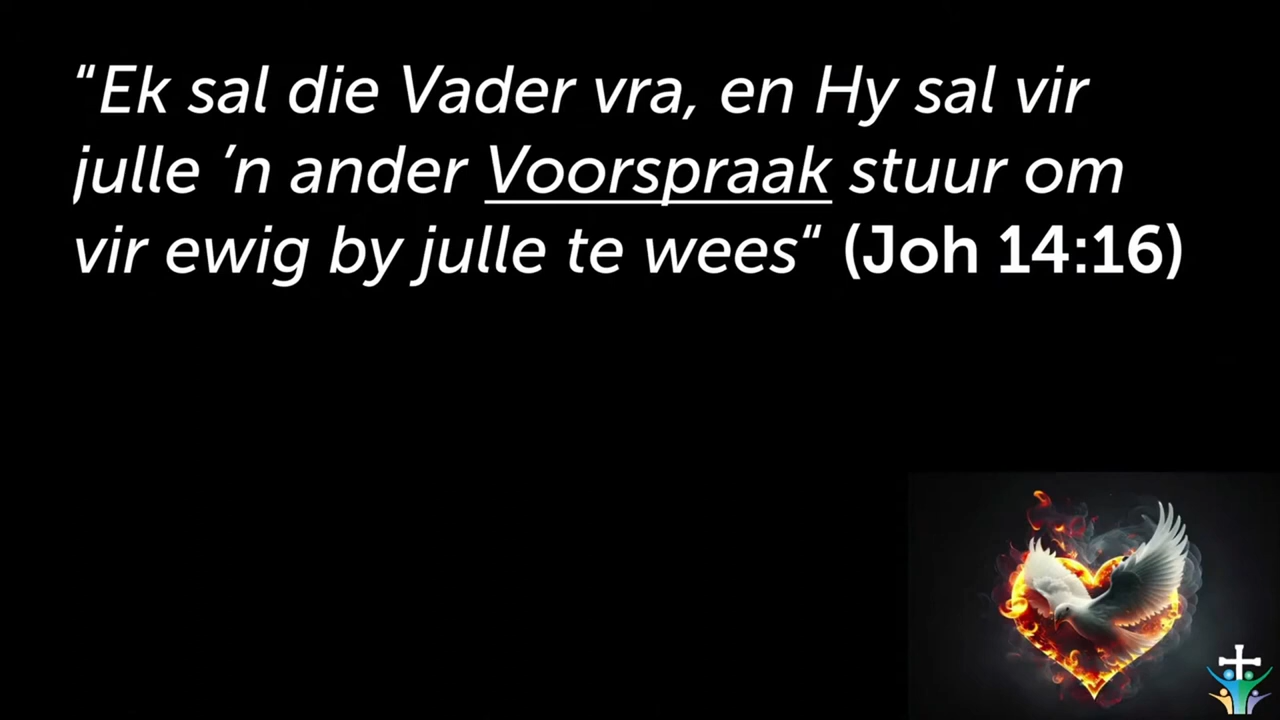 “Ek sal die Vader vra, en Hy sal vir
julle ’n ander Voorspraak stuur om
vir ewig by julle te wees“ (Joh 14:16)